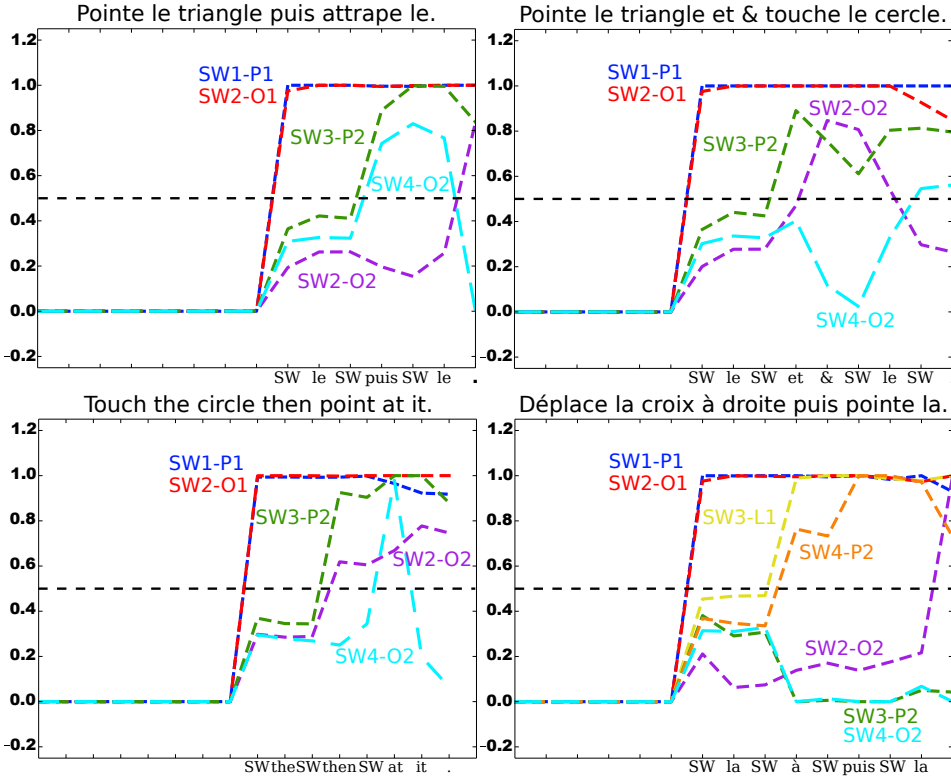 Pointe le triangle puis attrape le.
1.2
1.0
0.8
0.6
0.4
0.2
0.0
−0.2
SW1-P1
SW2-O1
SW3-P2
SW4-O2
SW2-O2
SW le SW puis SW le .
Pointe le triangle et & touche le cercle.
1.2
1.0
0.8
0.6
0.4
0.2
0.0
−0.2
SW1-P1
SW2-O1
SW2-O2
SW3-P2
SW4-O2
SW le SW et & SW le SW
Touch the circle then point at it.
1.2
1.0
0.8
0.6
0.4
0.2
0.0
−0.2
SW1-P1
SW2-O1
SW3-P2
SW2-O2
SW4-O2
SW the SW then SW at it .
Déplace la croix à droite puis pointe la.
1.2
1.0
0.8
0.6
0.4
0.2
0.0
−0.2
SW1-P1
SW2-O1
SW3-L1
SW4-P2
SW2-O2
SW3-P2
SW4-O2
SW la SW à SW puis SW la